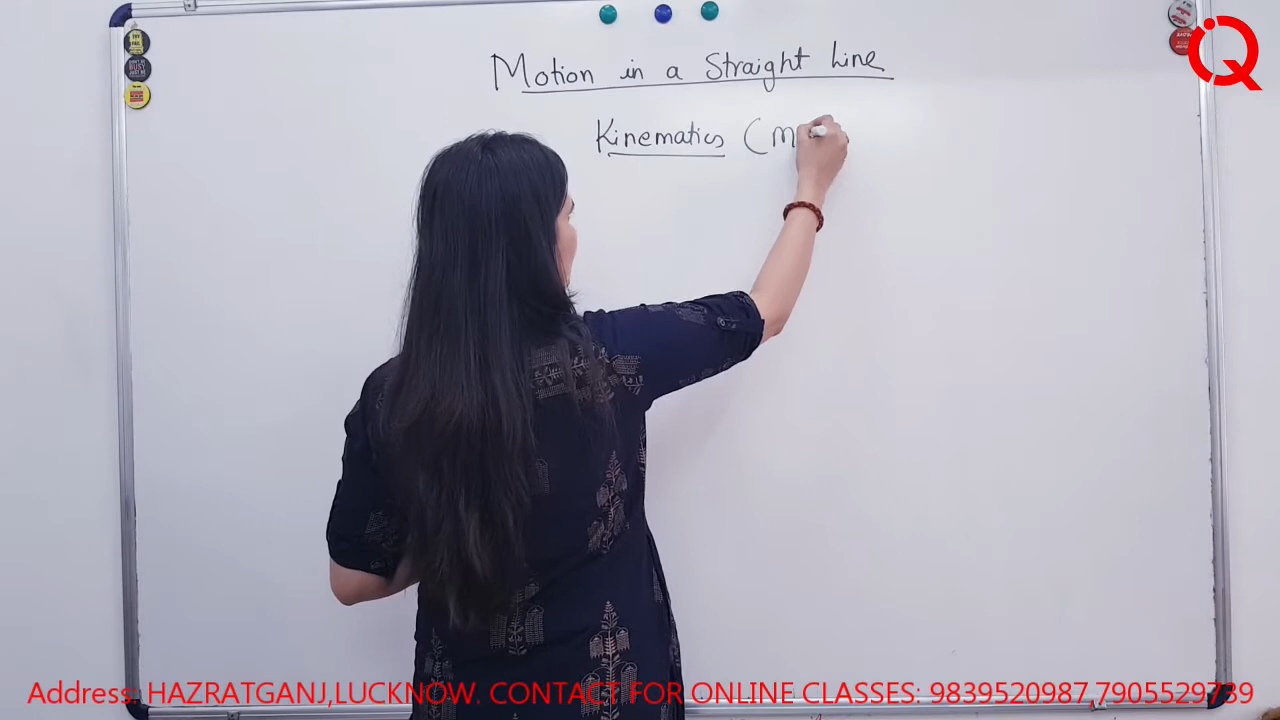 Motion in a Straight Line
Kinematics (M
Address: HAZRATGANJ,LUCKNOW. CONTACT FOR ONLINE CLASSES: 9839520987,7905529739